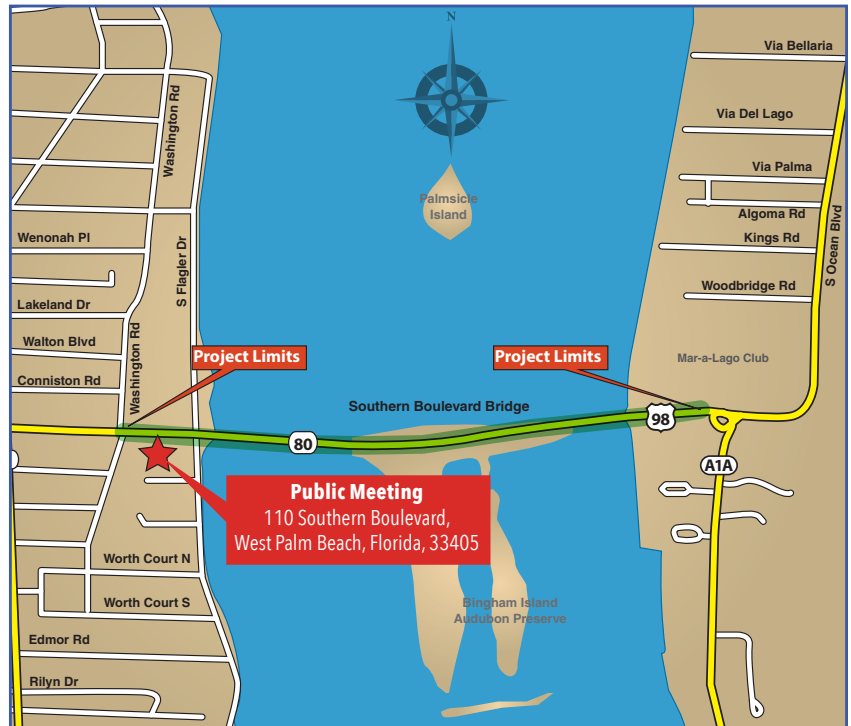 N
Via Bellaria
Via Del Lago
Washington Rd
Via Palma
Palmsicle
Island
Algoma Rd
Wenonah Pl
Kings Rd
S Flagler Dr
S Ocean Blvd
Woodbridge Rd
Lakeland Dr
Walton Blvd
Washington Rd
Project Limits
Project Limits
Mar-a-Lago Club
Conniston Rd
Southern Boulevard Bridge
98
80
A1A
Public Meeting
110 Southern Boulevard,
West Palm Beach, Florida, 33405
Worth Court N
Worth Court S
Bingham Island
Audubon Preserve
Edmor Rd
Rilyn Dr